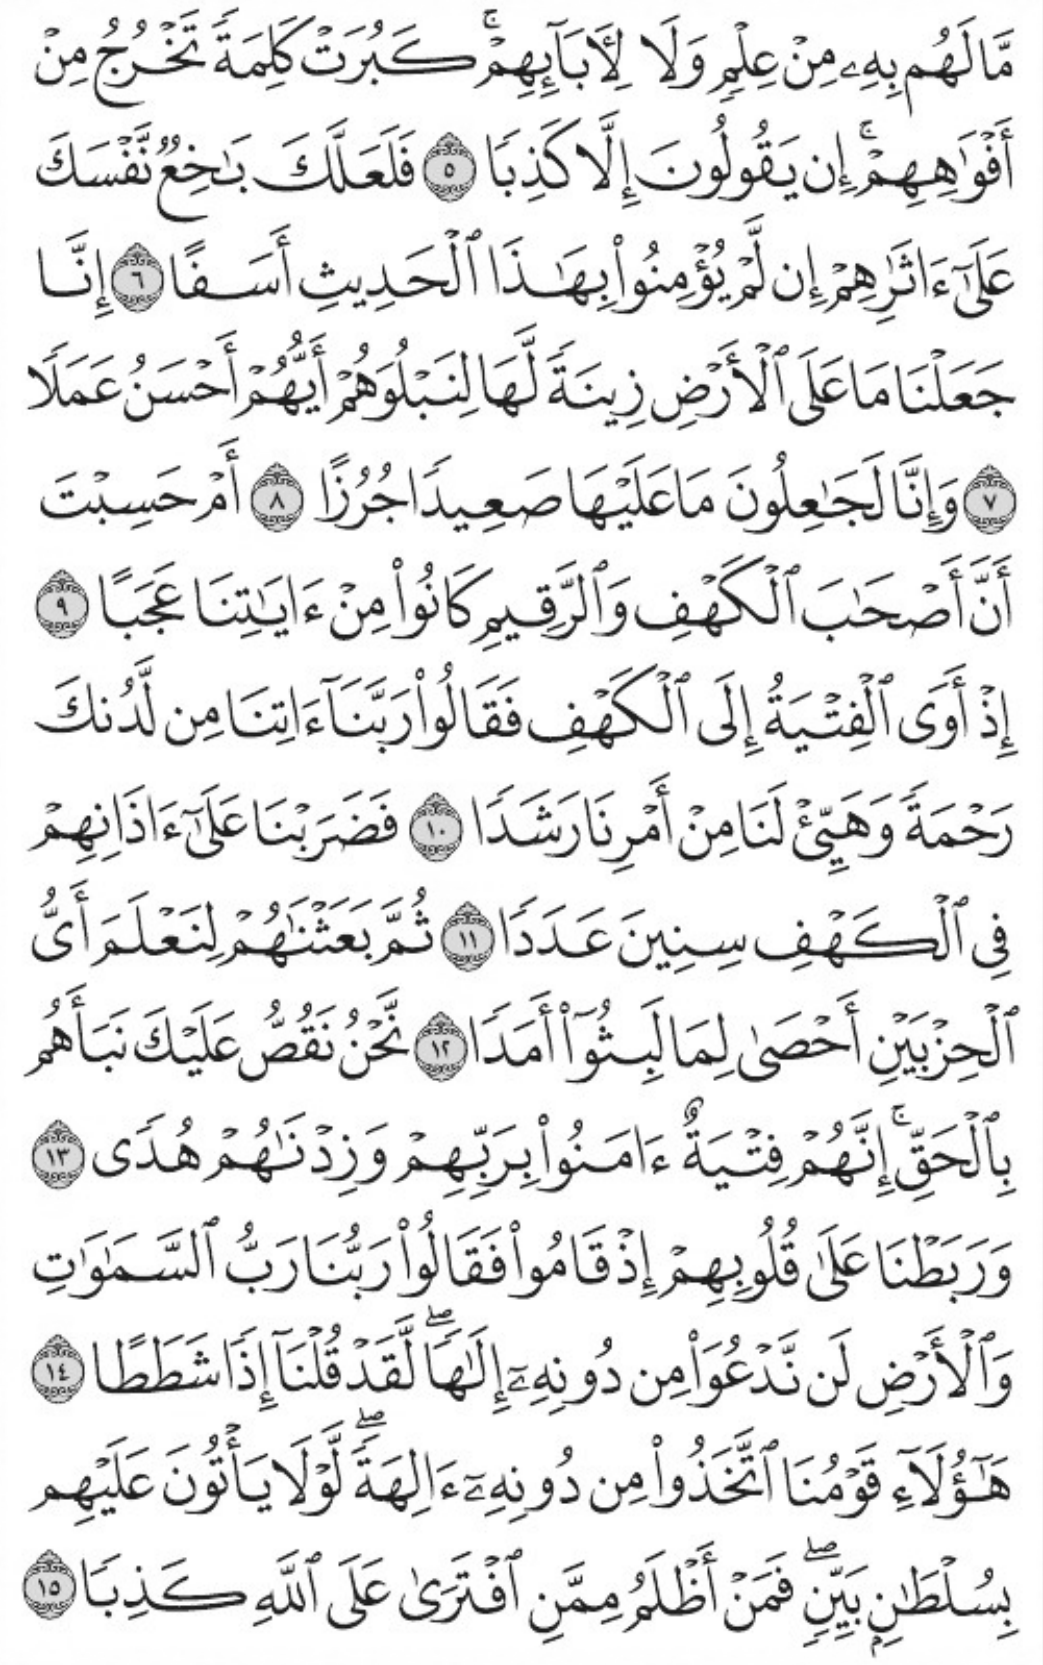 مَّا لَهُم بِهِۦ مِنْ عِلْمٍ وَلَا لِـَٔابَآئِهِمْ ۚ كَبُرَتْ كَلِمَةً تَخْرُجُ مِنْ
أَفْوَٰهِهِمْ ۚ إِن يَقُولُونَ إِلَّا كَذِبًا ٥ فَلَعَلَّكَ بَـٰخِعٌ نَّفْسَكَ
عَلَىٰٓ ءَاثَـٰرِهِمْ إِن لَّمْ يُؤْمِنُوا۟ بِهَـٰذَا ٱلْحَدِيثِ أَسَفًا ٦ إِنَّا
جَعَلْنَا مَا عَلَى ٱلْأَرْضِ زِينَةً لَّهَا لِنَبْلُوَهُمْ أَيُّهُمْ أَحْسَنُ عَمَلًا
٧ وَإِنَّا لَجَـٰعِلُونَ مَا عَلَيْهَا صَعِيدًا جُرُزًا ٨ أَمْ حَسِبْتَ
أَنَّ أَصْحَـٰبَ ٱلْكَهْفِ وَٱلرَّقِيمِ كَانُوا۟ مِنْ ءَايَـٰتِنَا عَجَبًا ٩
إِذْ أَوَى ٱلْفِتْيَةُ إِلَى ٱلْكَهْفِ فَقَالُوا۟ رَبَّنَآ ءَاتِنَا مِن لَّدُنكَ
رَحْمَةً وَهَيِّئْ لَنَا مِنْ أَمْرِنَا رَشَدًا ١٠ فَضَرَبْنَا عَلَىٰٓ ءَاذَانِهِمْ
فِى ٱلْكَهْفِ سِنِينَ عَدَدًا ١١ ثُمَّ بَعَثْنَـٰهُمْ لِنَعْلَمَ أَىُّ
ٱلْحِزْبَيْنِ أَحْصَىٰ لِمَا لَبِثُوٓا۟ أَمَدًا ١٢ نَّحْنُ نَقُصُّ عَلَيْكَ نَبَأَهُم
بِٱلْحَقِّ ۚ إِنَّهُمْ فِتْيَةٌ ءَامَنُوا۟ بِرَبِّهِمْ وَزِدْنَـٰهُمْ هُدًى ١٣
وَرَبَطْنَا عَلَىٰ قُلُوبِهِمْ إِذْ قَامُوا۟ فَقَالُوا۟ رَبُّنَا رَبُّ ٱلسَّمَـٰوَٰتِ
وَٱلْأَرْضِ لَن نَّدْعُوَا۟ مِن دُونِهِۦٓ إِلَـٰهًا ۖ لَّقَدْ قُلْنَآ إِذًا شَطَطًا ١٤
هَـٰٓؤُلَآءِ قَوْمُنَا ٱتَّخَذُوا۟ مِن دُونِهِۦٓ ءَالِهَةً ۖ لَّوْلَا يَأْتُونَ عَلَيْهِم
بِسُلْطَـٰنٍۭ بَيِّنٍ ۖ فَمَنْ أَظْلَمُ مِمَّنِ ٱفْتَرَىٰ عَلَى ٱللَّهِ كَذِبًا ١٥